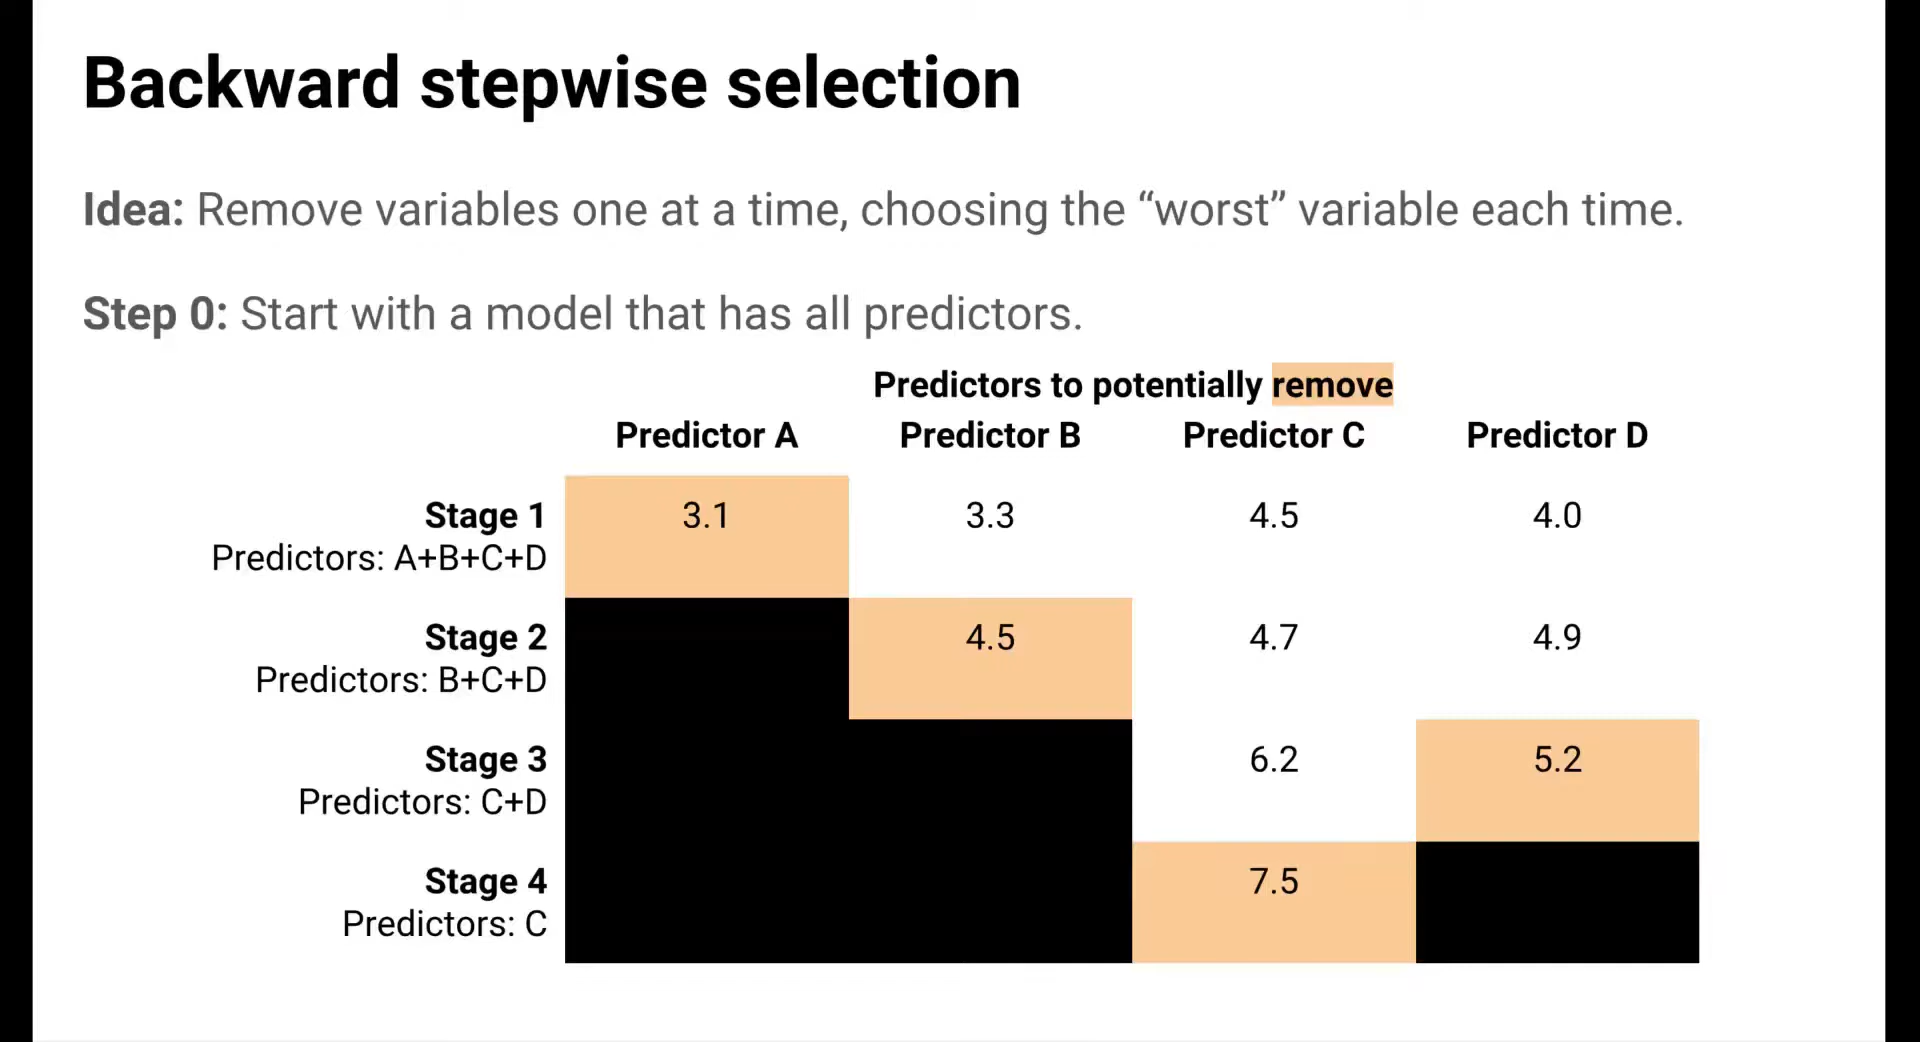 Backward stepwise selection
Idea: Remove variables one at a time, choosing the “worst” variable each time.
Step 0: Start with a model that has all predictors.
Predictors to potentially remove
Predictor A Predictor B Predictor C Predictor D
Stage 1 3.1 3.3 4.5 4.0
Predictors: A+B+C+D
Stage 2 4.5 4.7 4.9
Predictors: B+C+D
Stage 3 6.2 5.2
Predictors: C+D
Stage 4 7.5
Predictors: C